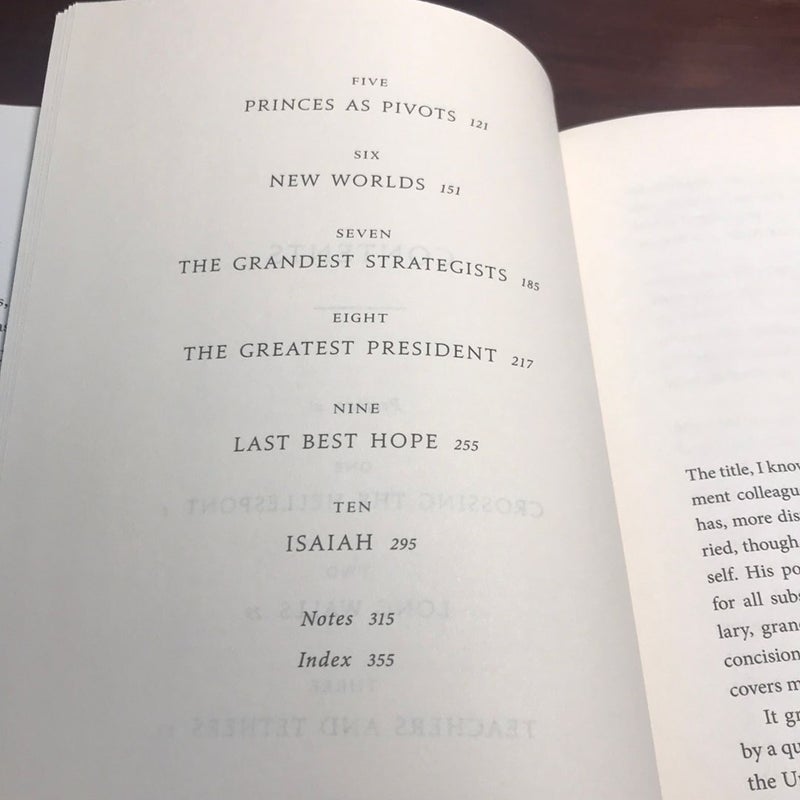 FIVE
PRINCES AS PIVOTS 121
SIX
NEW WORLDS 151
SEVEN
THE GRANDEST STRATEGISTS 185
EIGHT
THE GREATEST PRESIDENT 217
NINE
LAST BEST HOPE 255
TEN
ISAIAH 295
Notes 315
Index 355
The title, I know
ment colleagu
has, more dis
ried, though
self. His po
for all subs
lary, gran
concision
covers m
It gr
by a qu
the Un